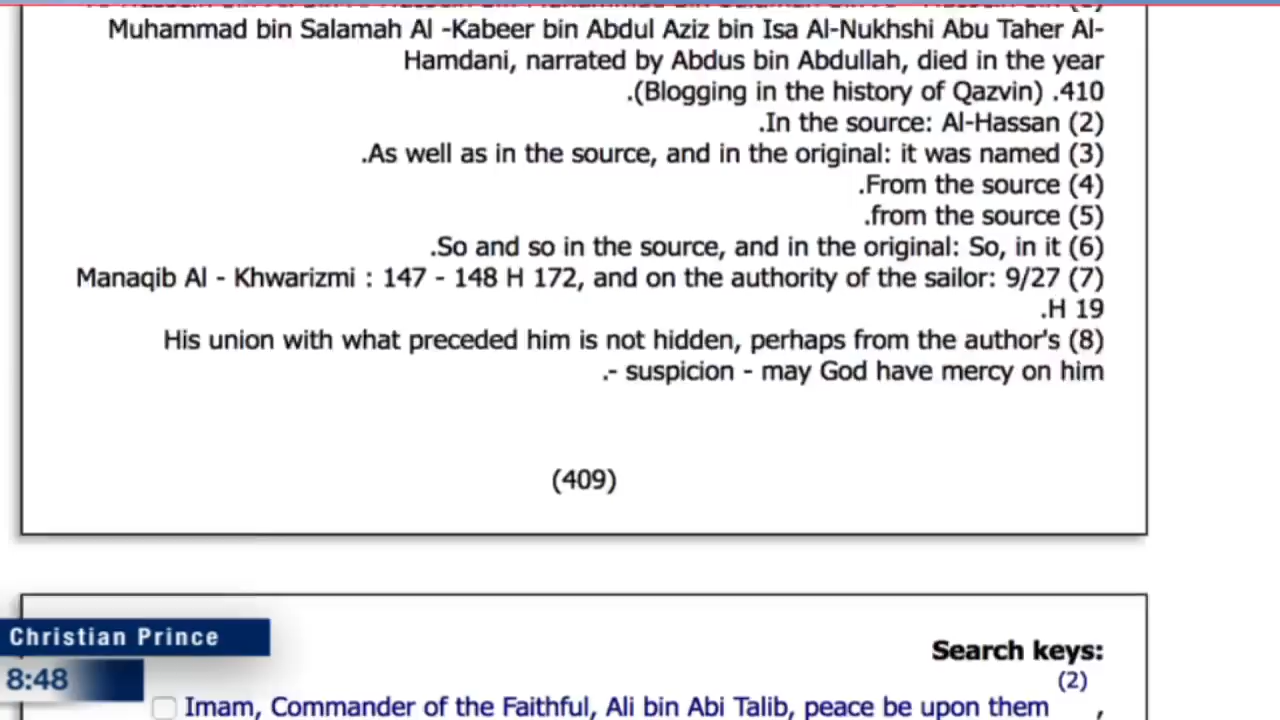 Muhammad bin Salamah Al -Kabeer bin Abdul Aziz bin Isa Al-Nukhshi Abu Taher Al-
Hamdani, narrated by Abdus bin Abdullah, died in the year
.(Blogging in the history of Qazvin) .410
.In the source: Al-Hassan (2)
.As well as in the source, and in the original: it was named (3)
.From the source (4)
.from the source (5)
.So and so in the source, and in the original: So, in it (6)
Manaqib Al - Khwarizmi : 147 - 148 H 172, and on the authority of the sailor: 9/27 (7)
.H 19
His union with what preceded him is not hidden, perhaps from the author's (8)
.- suspicion - may God have mercy on him
(409)
Christian Prince
8:48
Search keys:
(2)
Imam, Commander of the Faithful, Ali bin Abi Talib, peace be upon them ,